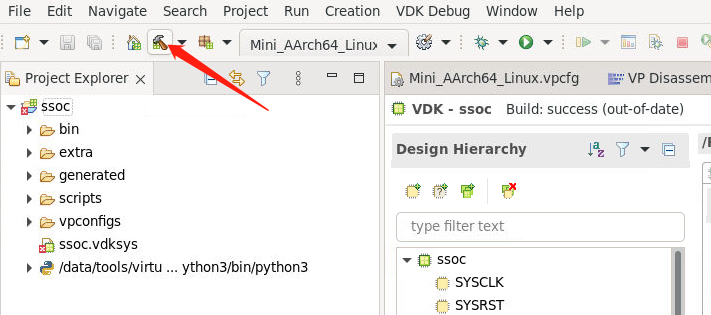 File Edit Navigate Search Project Run Creation VDK Debug Window Help
Mini_AArch64_Linux
Project Explorer
Mini_AArch64_Linux.vpcfg
VP Disassem
ssoc
VDK - ssoc Build: success (out-of-date)
bin
extra
generated
scripts
vpconfigs
ssoc.vdksys
/data/tools/virtu ... ython3/bin/python3
Design Hierarchy
type filter text
ssoc
SYSCLK
SYSRST